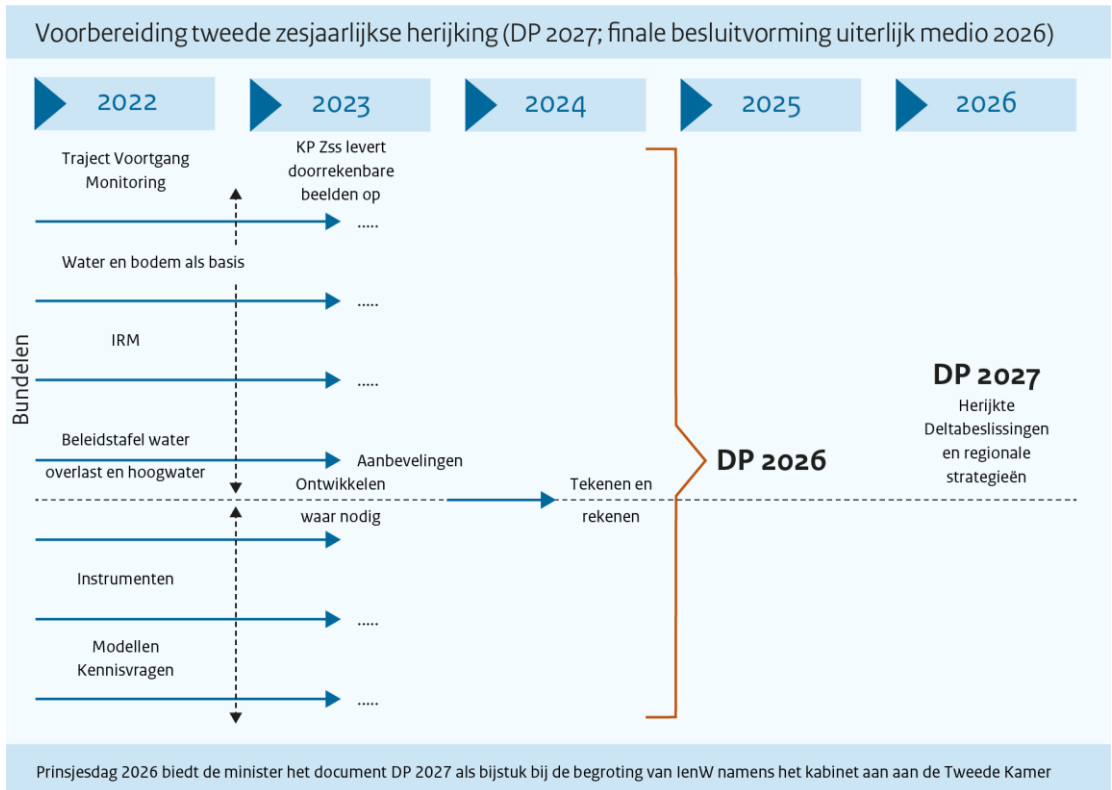 Voorbereiding tweede zesjaarlijkse herijking (DP 2027; finale besluitvorming uiterlijk medio 2026)
2022
2023
2024
2025
2026
Traject Voortgang
Monitoring
KP Zss levert
doorrekenbare
beelden op
.....
Water en bodem als basis
.....
IRM
.....
Bundelen
Beleidstafel water
overlast en hoogwater
Aanbevelingen
Ontwikkelen
waar nodig
Tekenen en
rekenen
DP 2026
DP 2027
Herijkte
Deltabeslissingen
en regionale
strategieën
Instrumenten
.....
Modellen
Kennisvragen
.....
Prinsjesdag 2026 biedt de minister het document DP 2027 als bijstuk bij de begroting van IenW namens het kabinet aan aan de Tweede Kamer